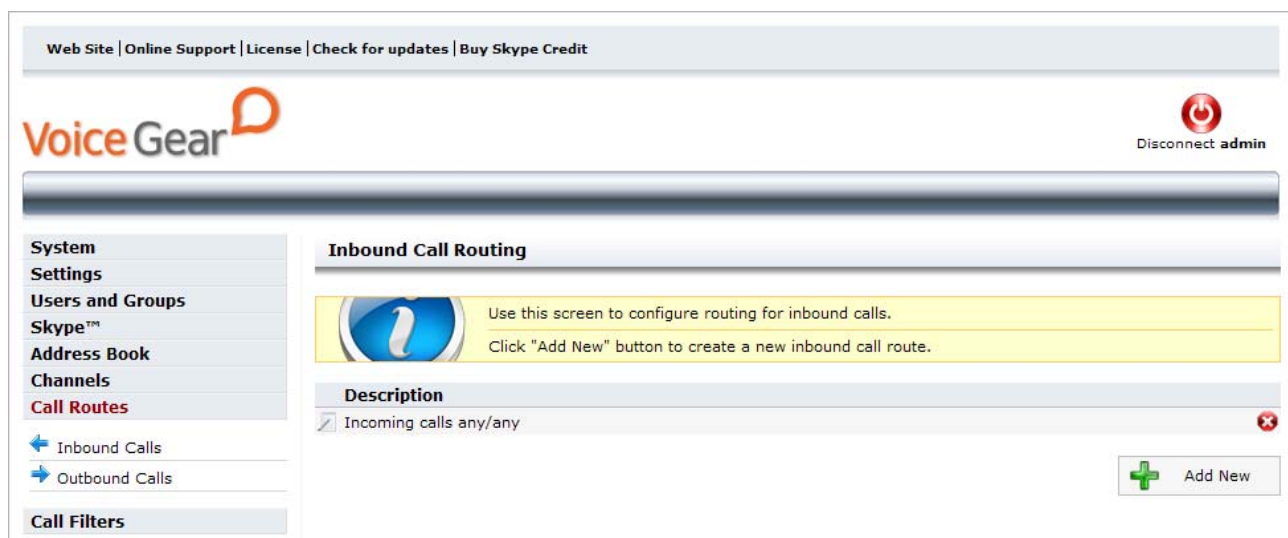 Web Site | Online Support | License | Check for updates | Buy Skype Credit
Voice Gear
Disconnect admin
System
Settings
Users and Groups
Skype™
Address Book
Channels
Call Routes
Inbound Calls
Outbound Calls
Call Filters
Inbound Call Routing
Use this screen to configure routing for inbound calls.
Click "Add New" button to create a new inbound call route.
Description
Incoming calls any/any
Add New